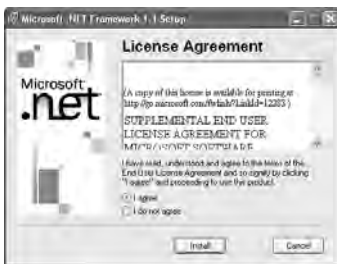 Microsoft .NET Framework 1.1 Setup
License Agreement
Microsoft
.net
(A copy of this license is available for printing at
http://go.microsoft.com/fwlink/?LinkId=12283 )
SUPPLEMENTAL END USER
LICENSE AGREEMENT FOR
MICROSOFT SOFTWARE
I have read, understood and agree to the terms of the
End User License Agreement and so signify by clicking
"I agree" and proceeding to use this product.
I agree
I do not agree
Install
Cancel